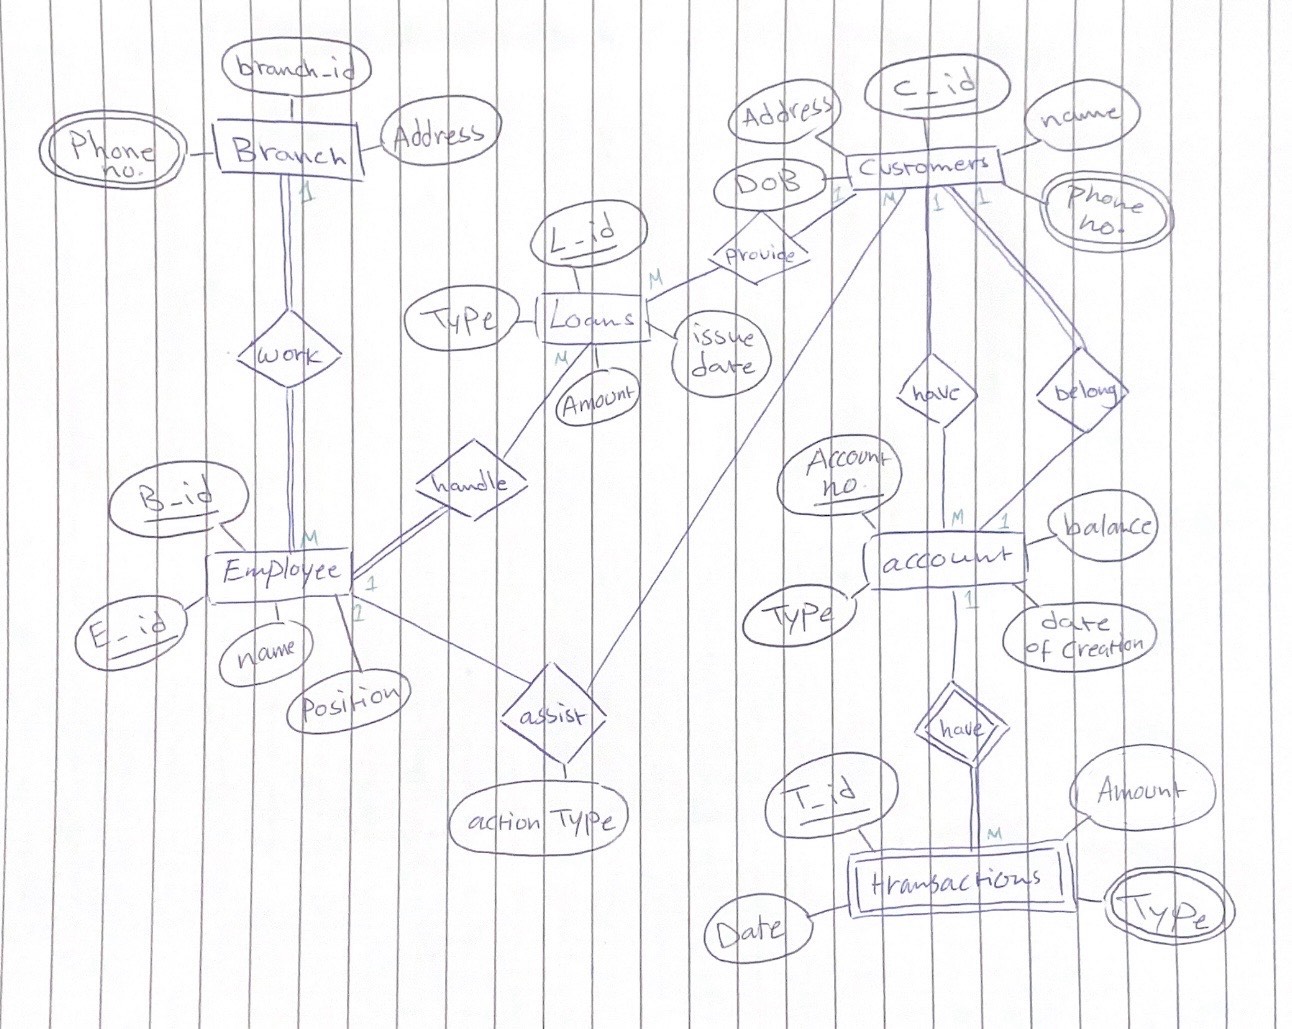 branch_id
Phone
no.
Branch
Address
1
work
M
B_id
Employee
E_id
name
Position
1
1
handle
M
L_id
Type
Loans
issue
date
Amount
M
provide
1
Address
C_id
name
DoB
Customers
Phone
no.
M
1
1
have
belong
M
1
Account
no.
account
balance
Type
date
of Creation
1
have
M
T_id
Amount
transactions
Date
Type
assist
action Type